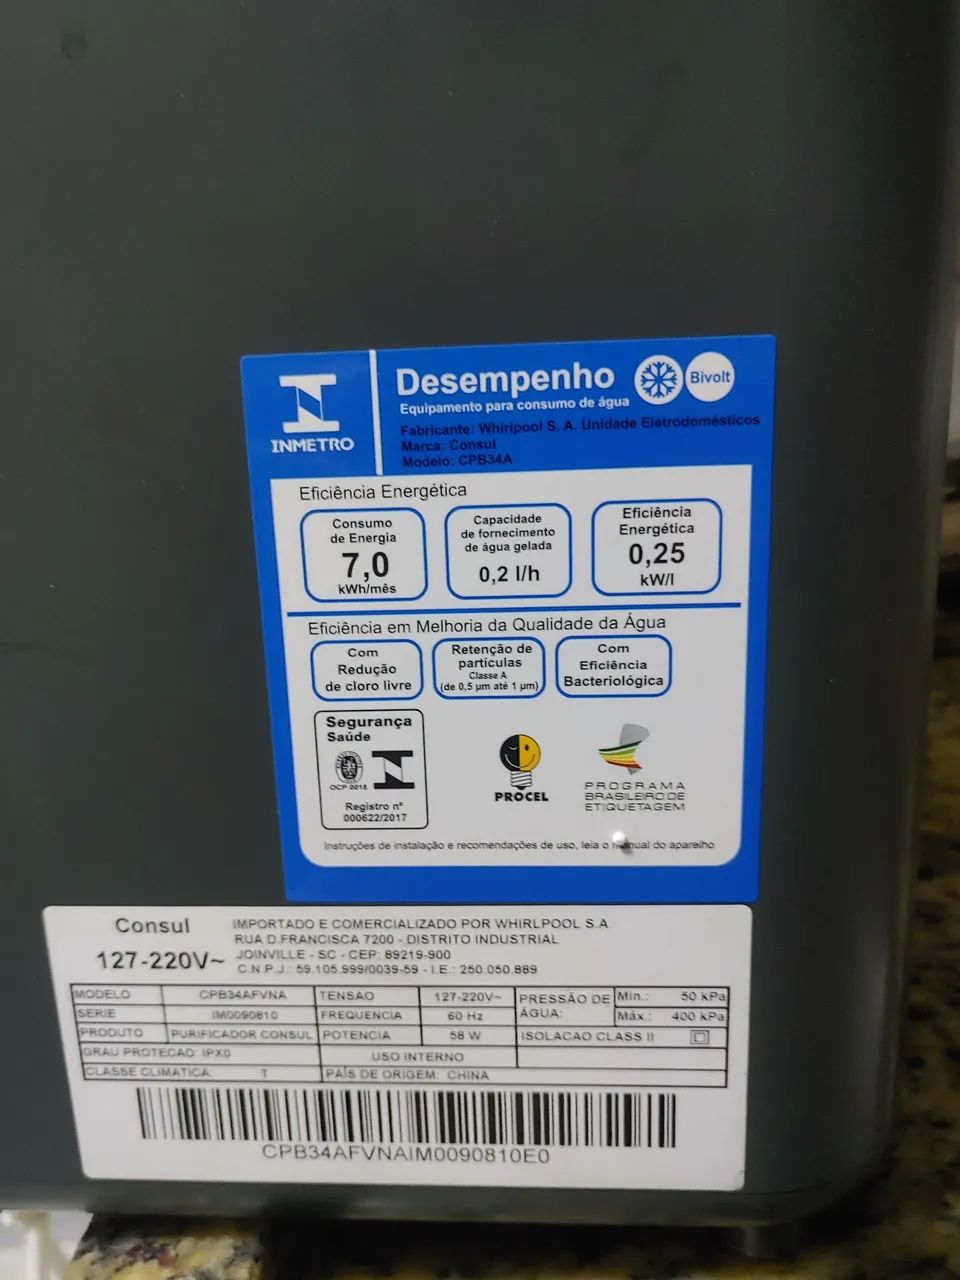 INMETRO
Desempenho
Bivolt
Equipamento para consumo de água
Fabricante: Whirlpool S. A. Unidade Eletrodomésticos
Marca: Consul
Modelo: CPB34A
Eficiência Energética
Consumo
de Energia
7,0
kWh/mês
Capacidade
de fornecimento
de água gelada
0,2 l/h
Eficiência
Energética
0,25
kW/l
Eficiência em Melhoria da Qualidade da Água
Com
Redução
de cloro livre
Retenção de
partículas
Classe A
(de 0,5 µm até 1 µm)
Com
Eficiência
Bacteriológica
Segurança
Saúde
OCP 0018
Registro nº
000622/2017
PROCEL
PROGRAMA
BRASILEIRO DE
ETIQUETAGEM
Instruções de instalação e recomendações de uso, leia o manual do aparelho
Consul
127-220V~
IMPORTADO E COMERCIALIZADO POR WHIRLPOOL S.A
RUA D.FRANCISCA 7200 - DISTRITO INDUSTRIAL
JOINVILLE - SC - CEP: 89219-900
C.N.P.J.: 59.105.999/0039-59 - I.E.: 250.050.889
MODELO CPB34AFVNA TENSAO 127-220V~ PRESSÃO DE ÁGUA: Min.: 50 kPa
SERIE IM0090810 FREQUENCIA 60 Hz Máx.: 400 kPa
PRODUTO PURIFICADOR CONSUL POTENCIA 58 W ISOLACAO CLASS II
GRAU PROTECAO: IPX0 USO INTERNO
CLASSE CLIMATICA: T PAÍS DE ORIGEM: CHINA
CPB34AFVNAIM0090810E0